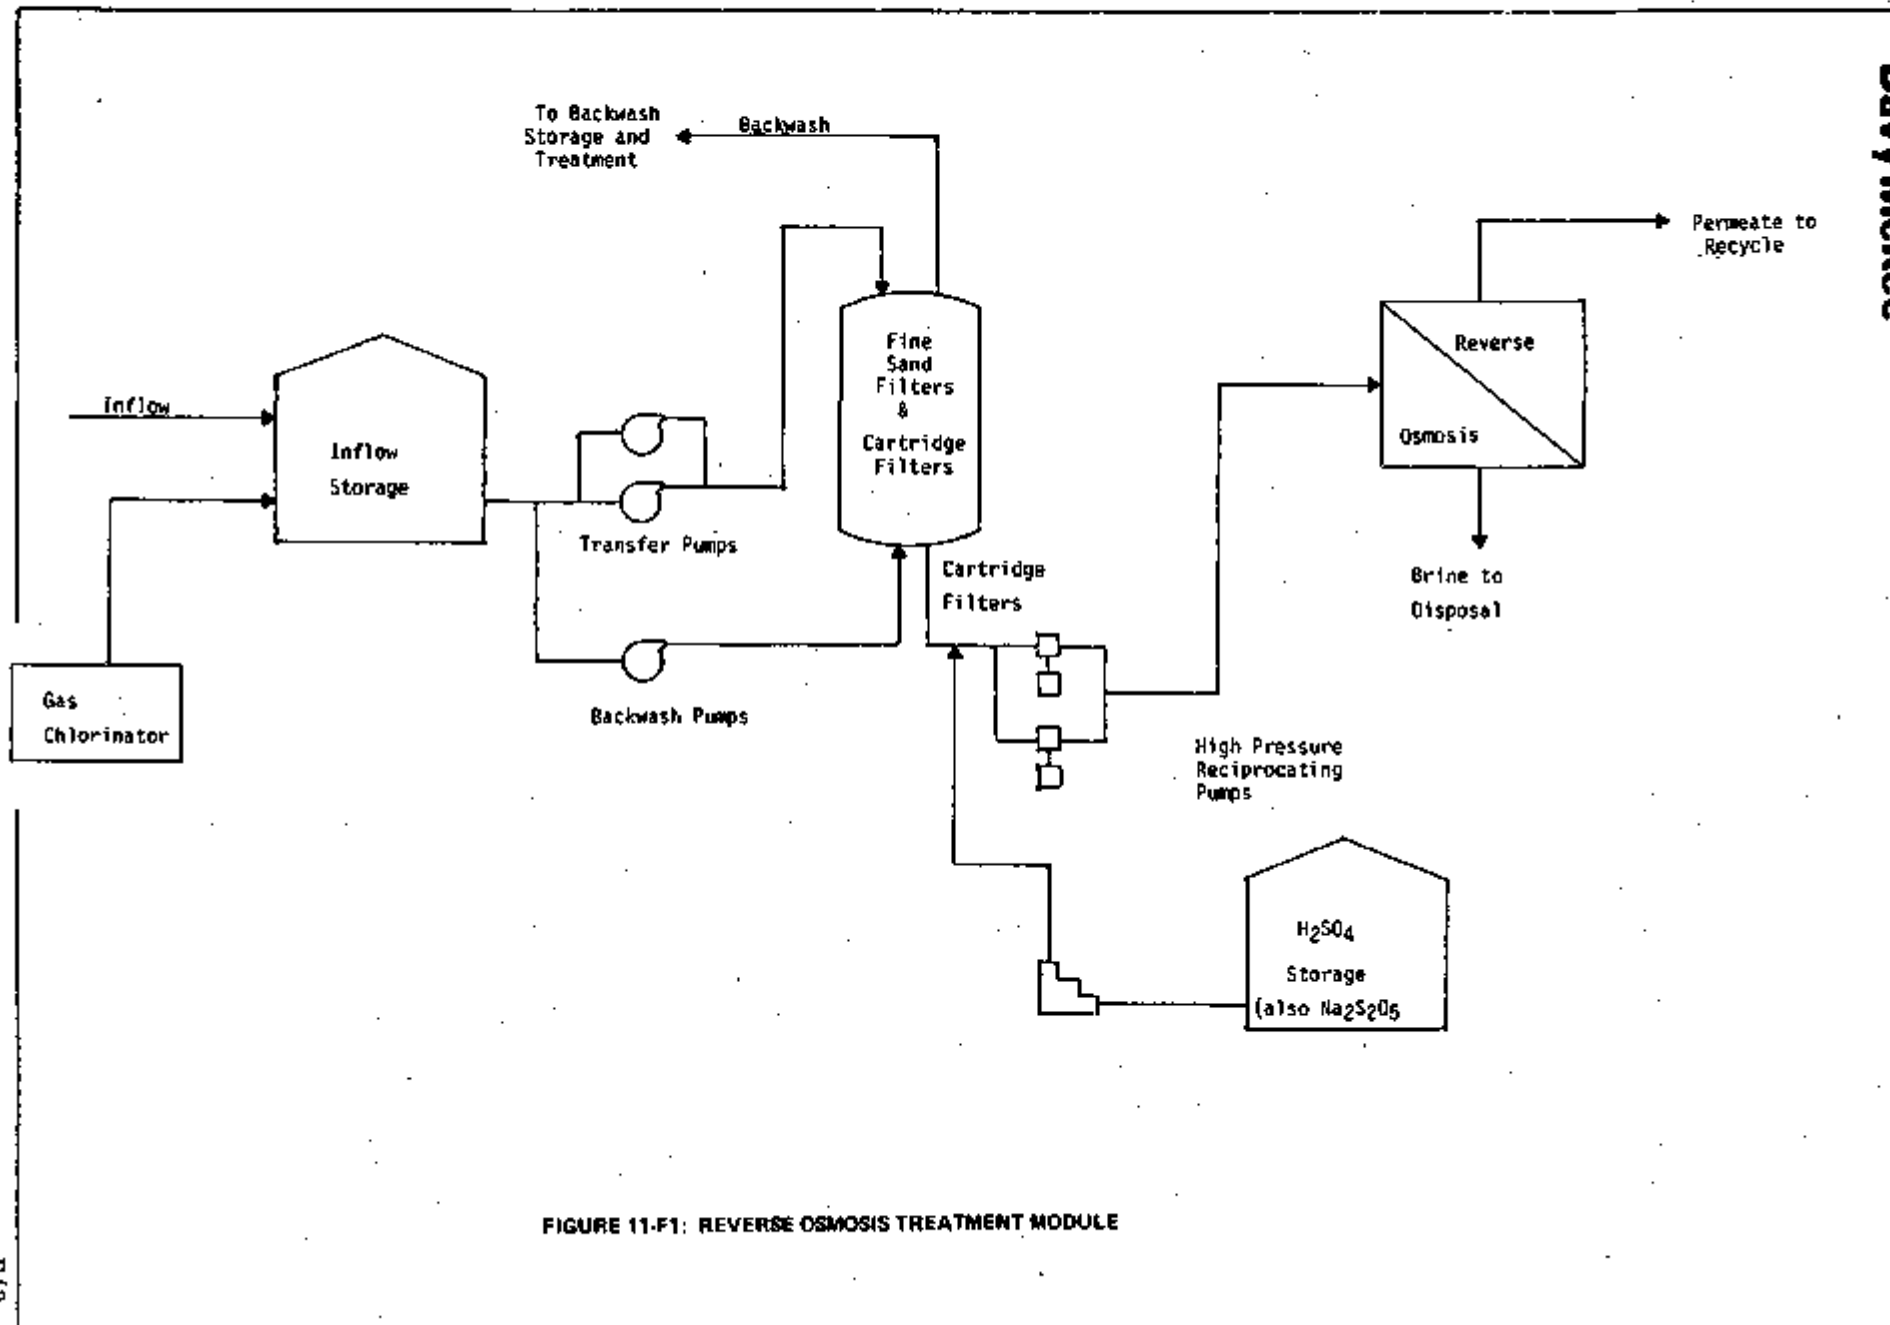 To Backwash
Storage and
Treatment
Backwash
Permeate to
Recycle
Fine
Sand
Filters
&
Cartridge
Filters
Reverse
Osmosis
Inflow
Inflow
Storage
Transfer Pumps
Cartridge
Filters
Brine to
Disposal
Gas
Chlorinator
Backwash Pumps
High Pressure
Reciprocating
Pumps
H₂SO₄
Storage
(also Na₂S₂O₅
FIGURE 11-F1: REVERSE OSMOSIS TREATMENT MODULE